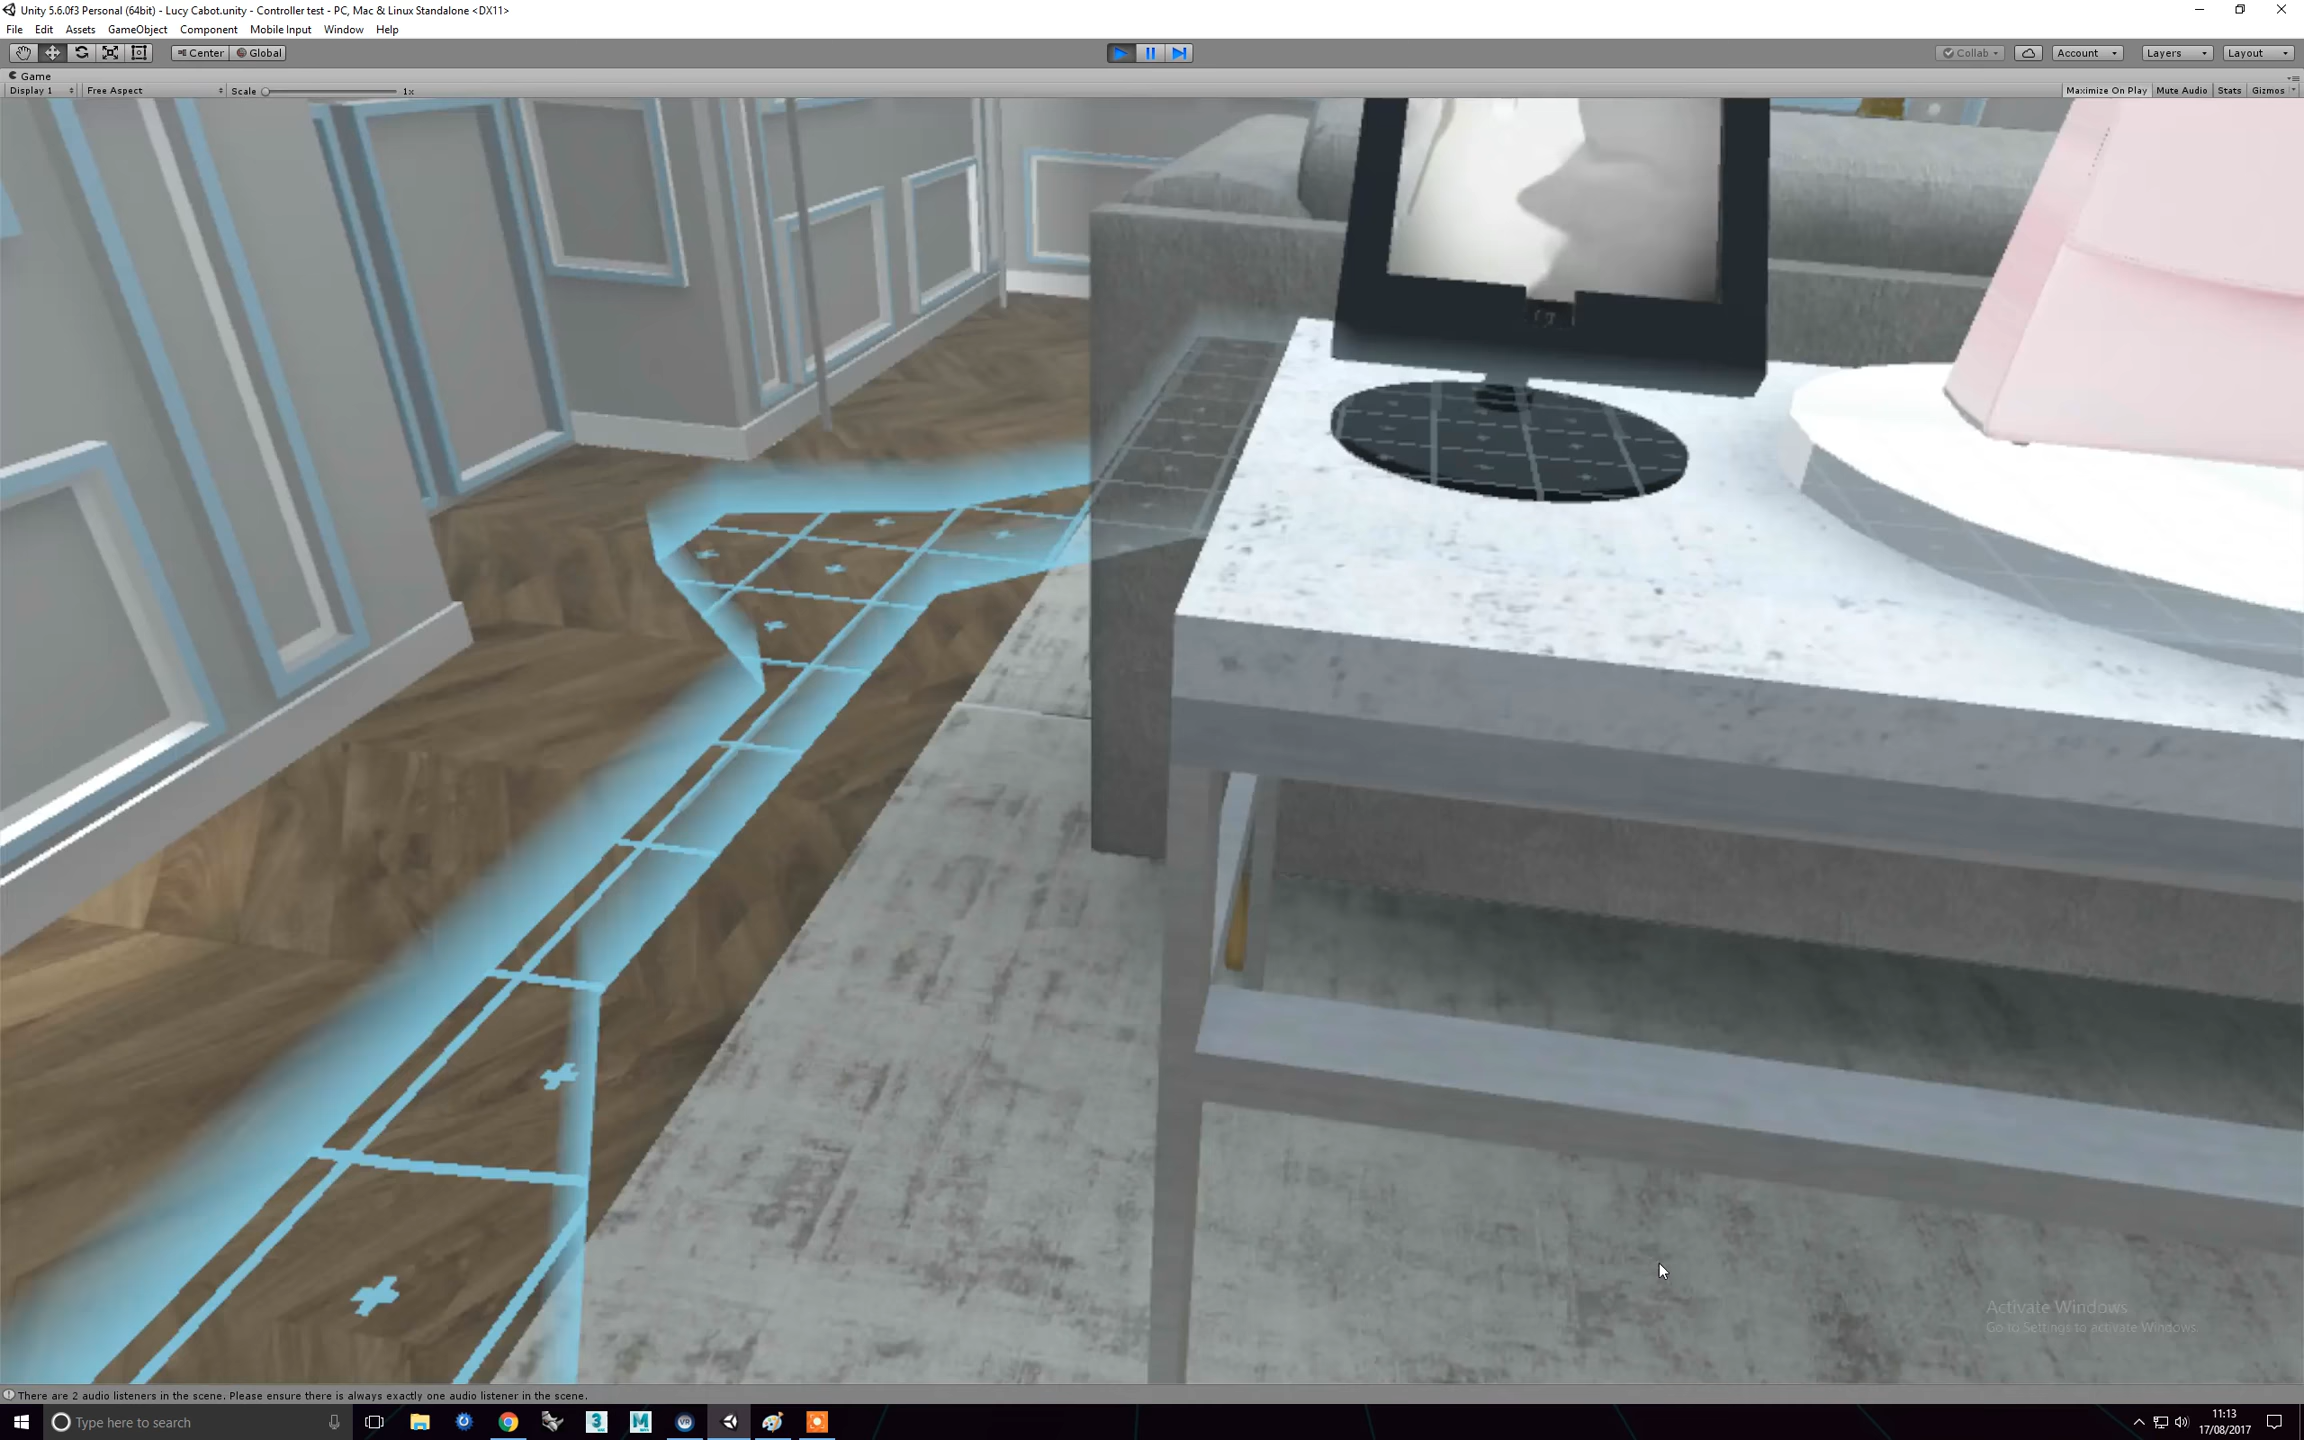 Unity 5.6.0f3 Personal (64bit) - Lucy Cabot.unity - Controller test - PC, Mac & Linux Standalone <DX11>
File Edit Assets GameObject Component Mobile Input Window Help
Center Global Collab Account Layers Layout
Game
Display 1 Free Aspect Scale 1x Maximize On Play Mute Audio Stats Gizmos
Activate Windows
Go to Settings to activate Windows.
There are 2 audio listeners in the scene. Please ensure there is always exactly one audio listener in the scene.
Type here to search
11:13
17/08/2017